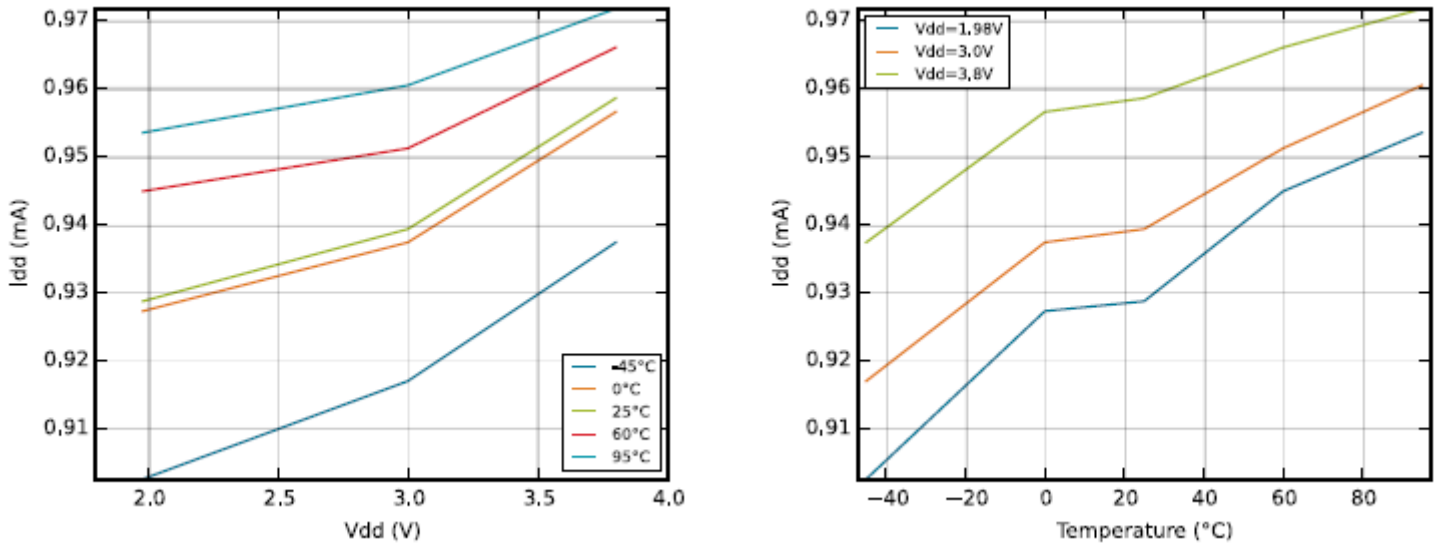 0,97
0,96
0,95
0,94
0,93
0,92
0,91
Idd (mA)
2.0 2.5 3.0 3.5 4.0
Vdd (V)
-45°C
0°C
25°C
60°C
95°C
0,97
0,96
0,95
0,94
0,93
0,92
0,91
Idd (mA)
−40 −20 0 20 40 60 80
Temperature (°C)
Vdd=1,98V
Vdd=3,0V
Vdd=3,8V